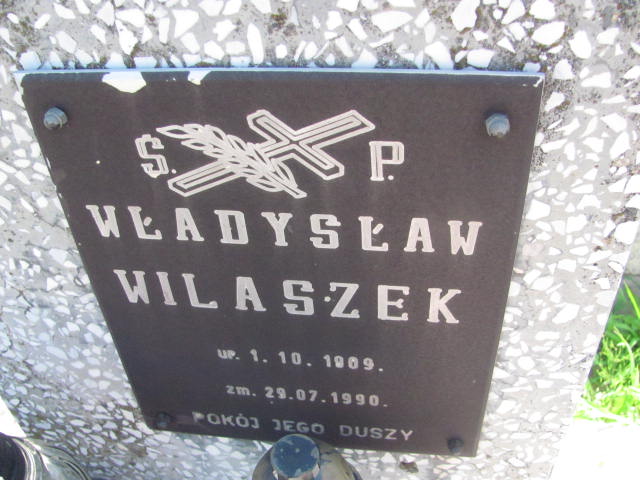 Ś. P.
WŁADYSŁAW
WILASZEK
ur. 1. 10. 1909.
zm. 29.07.1990.
POKÓJ JEGO DUSZY